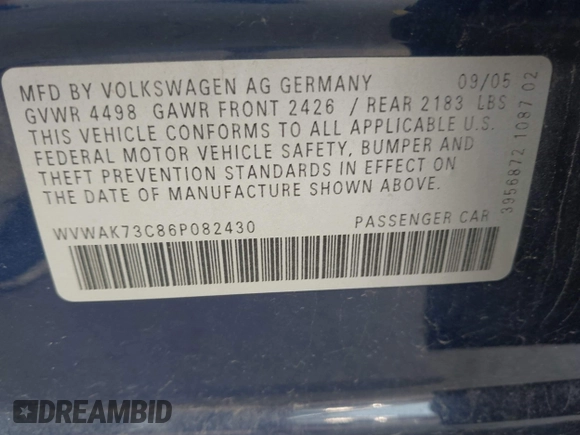 MFD BY VOLKSWAGEN AG GERMANY 09/05
GVWR 4498 GAWR FRONT 2426 / REAR 2183 LBS
THIS VEHICLE CONFORMS TO ALL APPLICABLE U.S.
FEDERAL MOTOR VEHICLE SAFETY, BUMPER AND
THEFT PREVENTION STANDARDS IN EFFECT ON
THE DATE OF MANUFACTURE SHOWN ABOVE.
WVWAK73C86P082430 PASSENGER CAR
3956872 1087 02
DREAMBID